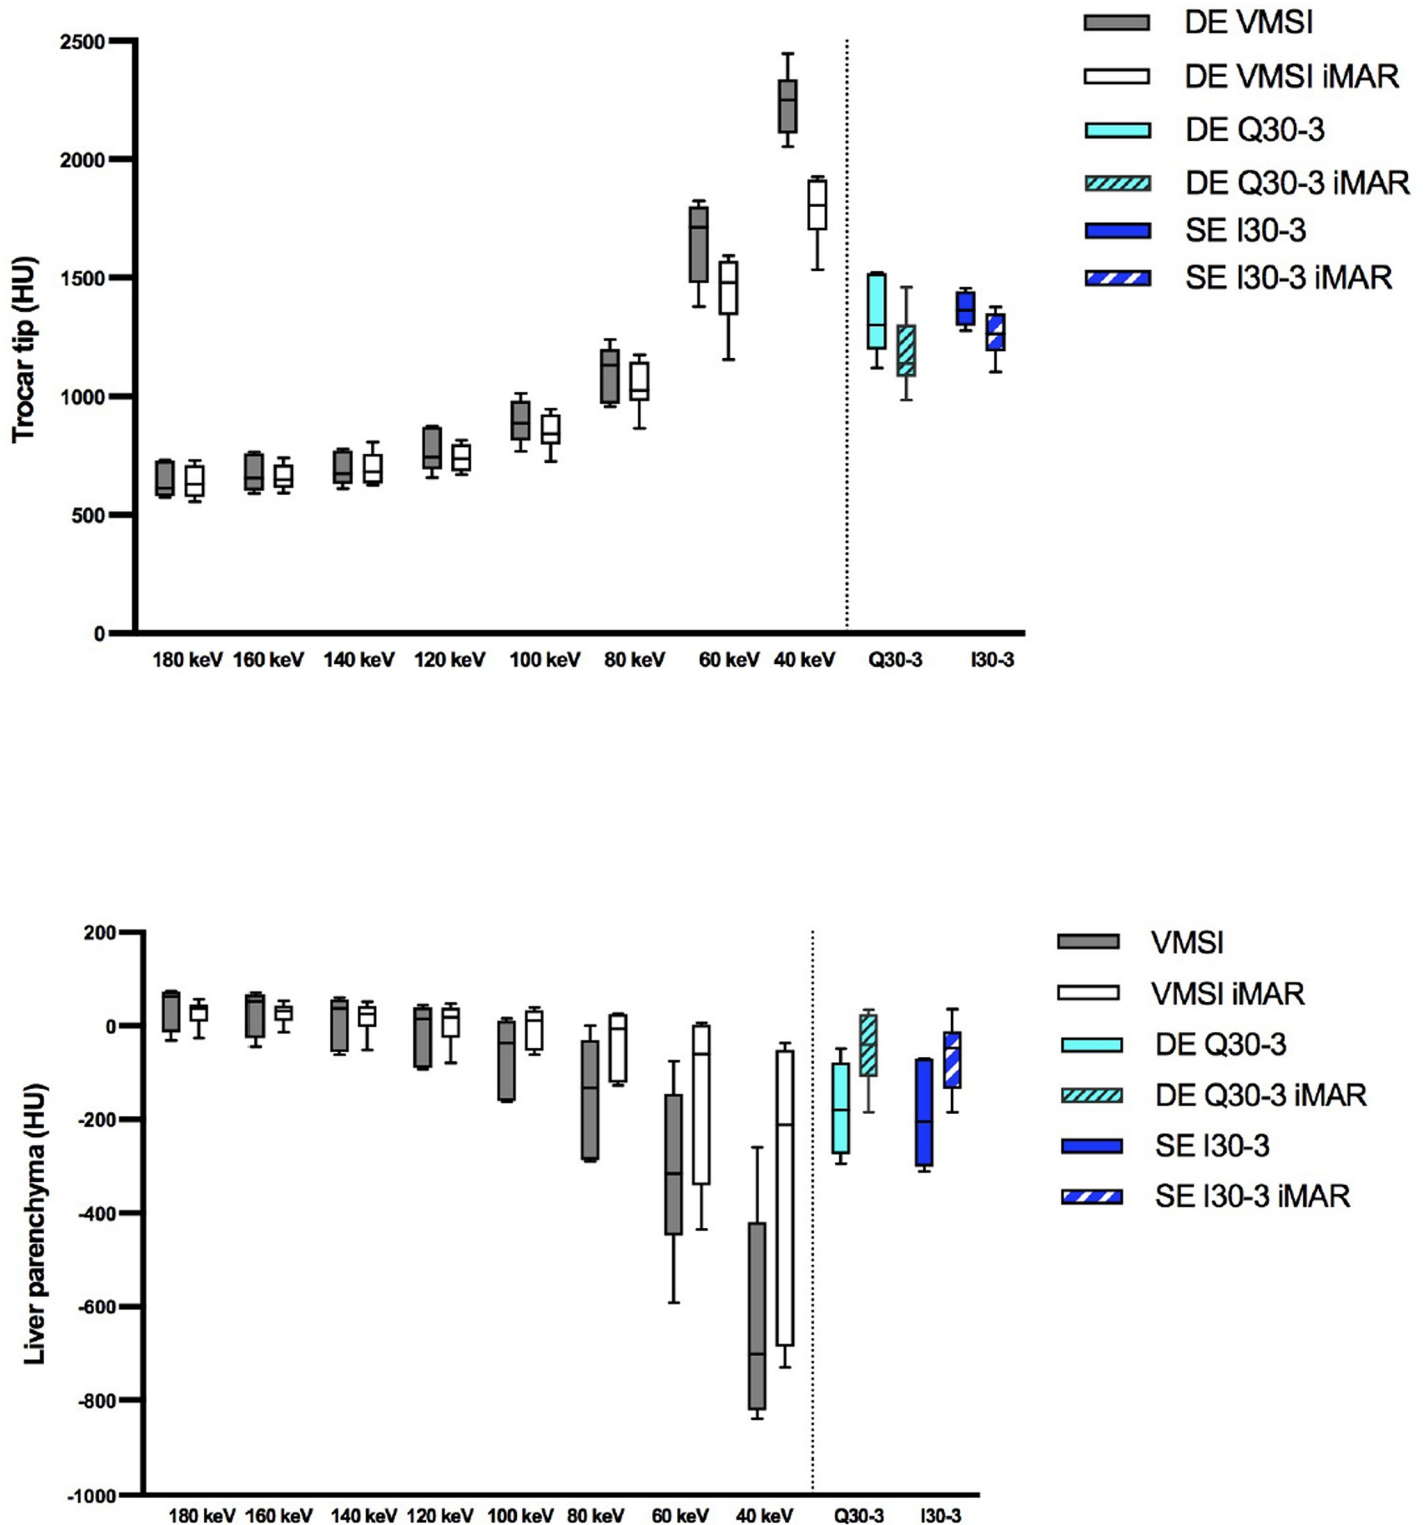 DE VMSI
DE VMSI iMAR
DE Q30-3
DE Q30-3 iMAR
SE I30-3
SE I30-3 iMAR
Trocar tip (HU)
2500
2000
1500
1000
500
0
180 keV 160 keV 140 keV 120 keV 100 keV 80 keV 60 keV 40 keV Q30-3 I30-3
VMSI
VMSI iMAR
DE Q30-3
DE Q30-3 iMAR
SE I30-3
SE I30-3 iMAR
Liver parenchyma (HU)
200
0
-200
-400
-600
-800
-1000
180 keV 160 keV 140 keV 120 keV 100 keV 80 keV 60 keV 40 keV Q30-3 I30-3